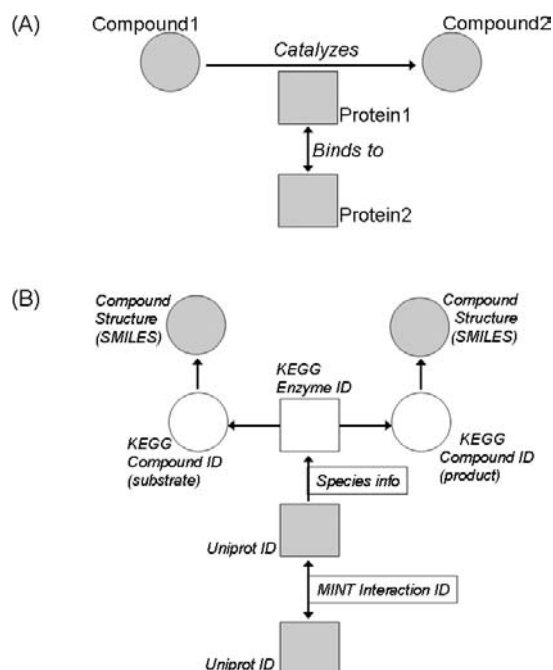 (A)
Compound1
Compound2
Catalyzes
Protein1
Binds to
Protein2
(B)
Compound
Structure
(SMILES)
Compound
Structure
(SMILES)
KEGG
Enzyme ID
KEGG
Compound ID
(substrate)
KEGG
Compound ID
(product)
Species info
Uniprot ID
MINT Interaction ID
Uniprot ID